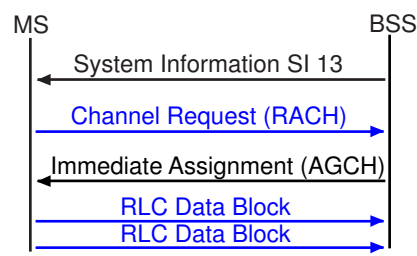 MS BSS
System Information SI 13
Channel Request (RACH)
Immediate Assignment (AGCH)
RLC Data Block
RLC Data Block